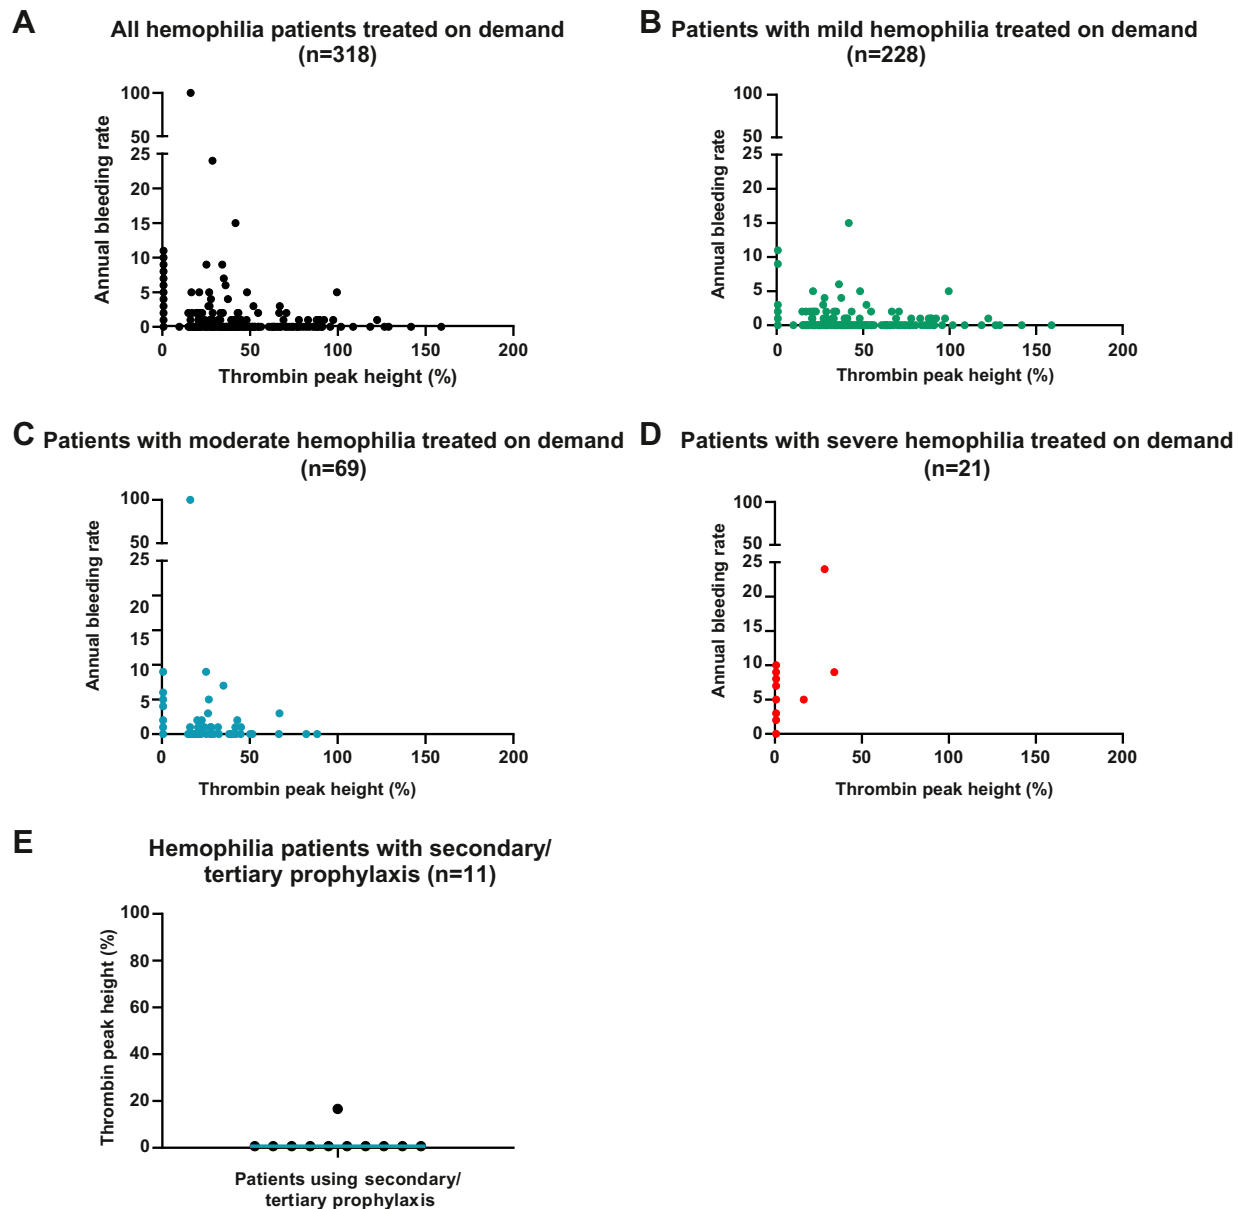 A
All hemophilia patients treated on demand
(n=318)
100
50
25
20
15
10
5
0
Annual bleeding rate
0
50
100
150
200
Thrombin peak height (%)
B
Patients with mild hemophilia treated on demand
(n=228)
100
50
25
20
15
10
5
0
Annual bleeding rate
0
50
100
150
200
Thrombin peak height (%)
C
Patients with moderate hemophilia treated on demand
(n=69)
100
50
25
20
15
10
5
0
Annual bleeding rate
0
50
100
150
200
Thrombin peak height (%)
D
Patients with severe hemophilia treated on demand
(n=21)
100
50
25
20
15
10
5
0
Annual bleeding rate
0
50
100
150
200
Thrombin peak height (%)
E
Hemophilia patients with secondary/
tertiary prophylaxis (n=11)
100
80
60
40
20
0
Thrombin peak height (%)
Patients using secondary/
tertiary prophylaxis